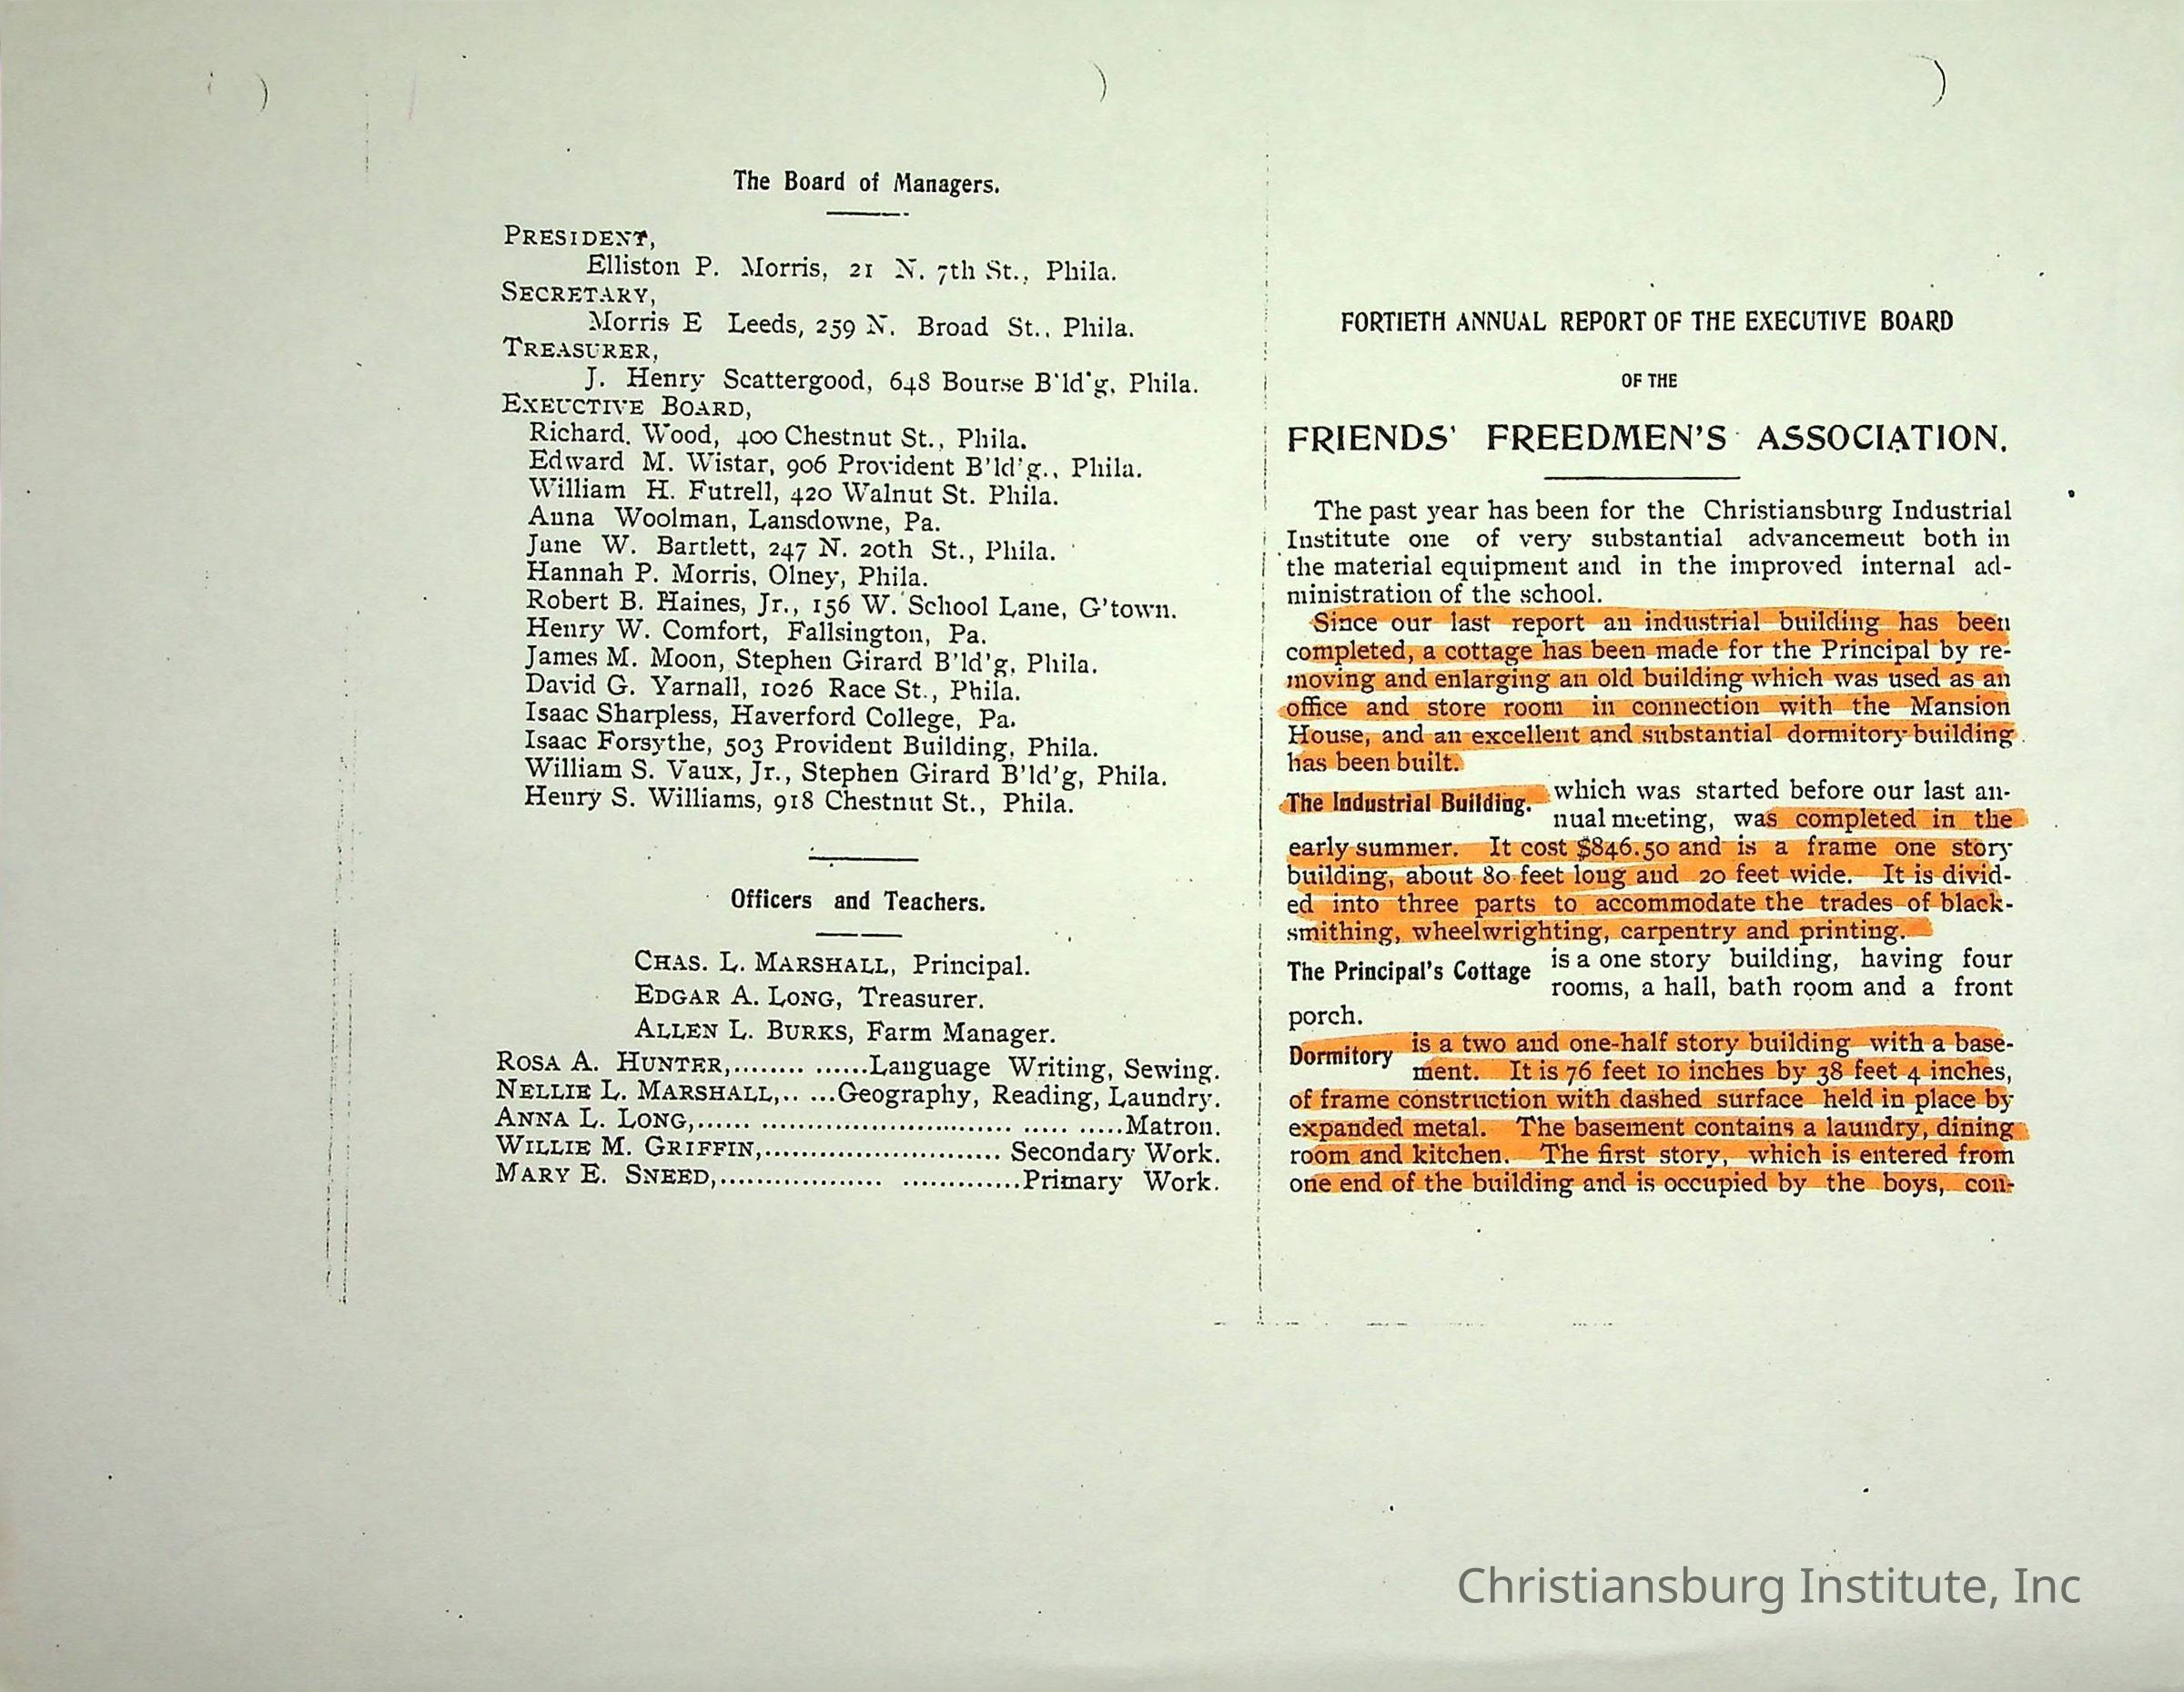 The Board of Managers.
PRESIDENT,
Elliston P. Morris, 21 N. 7th St., Phila.
SECRETARY,
Morris E Leeds, 259 N. Broad St., Phila.
TREASURER,
J. Henry Scattergood, 648 Bourse B'ld'g, Phila.
EXEUCTIVE BOARD,
Richard. Wood, 400 Chestnut St., Phila.
Edward M. Wistar, 906 Provident B'ld'g., Phila.
William H. Futrell, 420 Walnut St. Phila.
Anna Woolman, Lansdowne, Pa.
Jane W. Bartlett, 247 N. 20th St., Phila.
Hannah P. Morris, Olney, Phila.
Robert B. Haines, Jr., 156 W. School Lane, G'town.
Henry W. Comfort, Fallsington, Pa.
James M. Moon, Stephen Girard B'ld'g, Phila.
David G. Yarnall, 1026 Race St., Phila.
Isaac Sharpless, Haverford College, Pa.
Isaac Forsythe, 503 Provident Building, Phila.
William S. Vaux, Jr., Stephen Girard B'ld'g, Phila.
Henry S. Williams, 918 Chestnut St., Phila.
Officers and Teachers.
CHAS. L. MARSHALL, Principal.
EDGAR A. LONG, Treasurer.
ALLEN L. BURKS, Farm Manager.
ROSA A. HUNTER,........ ......Language Writing, Sewing.
NELLIE L. MARSHALL,.. ...Geography, Reading, Laundry.
ANNA L. LONG,...... ............................ ..... .....Matron.
WILLIE M. GRIFFIN,.......................... Secondary Work.
MARY E. SNEED,.................. .............Primary Work.
FORTIETH ANNUAL REPORT OF THE EXECUTIVE BOARD
OF THE
FRIENDS' FREEDMEN'S ASSOCIATION.
The past year has been for the Christiansburg Industrial
Institute one of very substantial advancement both in
the material equipment and in the improved internal ad-
ministration of the school.
Since our last report an industrial building has been
completed, a cottage has been made for the Principal by re-
moving and enlarging an old building which was used as an
office and store room in connection with the Mansion
House, and an excellent and substantial dormitory building
has been built.
The Industrial Building. which was started before our last an-
nual meeting, was completed in the
early summer. It cost $846.50 and is a frame one story
building, about 80 feet long and 20 feet wide. It is divid-
ed into three parts to accommodate the trades of black-
smithing, wheelwrighting, carpentry and printing.
The Principal's Cottage is a one story building, having four
rooms, a hall, bath room and a front
porch.
Dormitory is a two and one-half story building with a base-
ment. It is 76 feet 10 inches by 38 feet 4 inches,
of frame construction with dashed surface held in place by
expanded metal. The basement contains a laundry, dining
room and kitchen. The first story, which is entered from
one end of the building and is occupied by the boys, con-
Christiansburg Institute, Inc